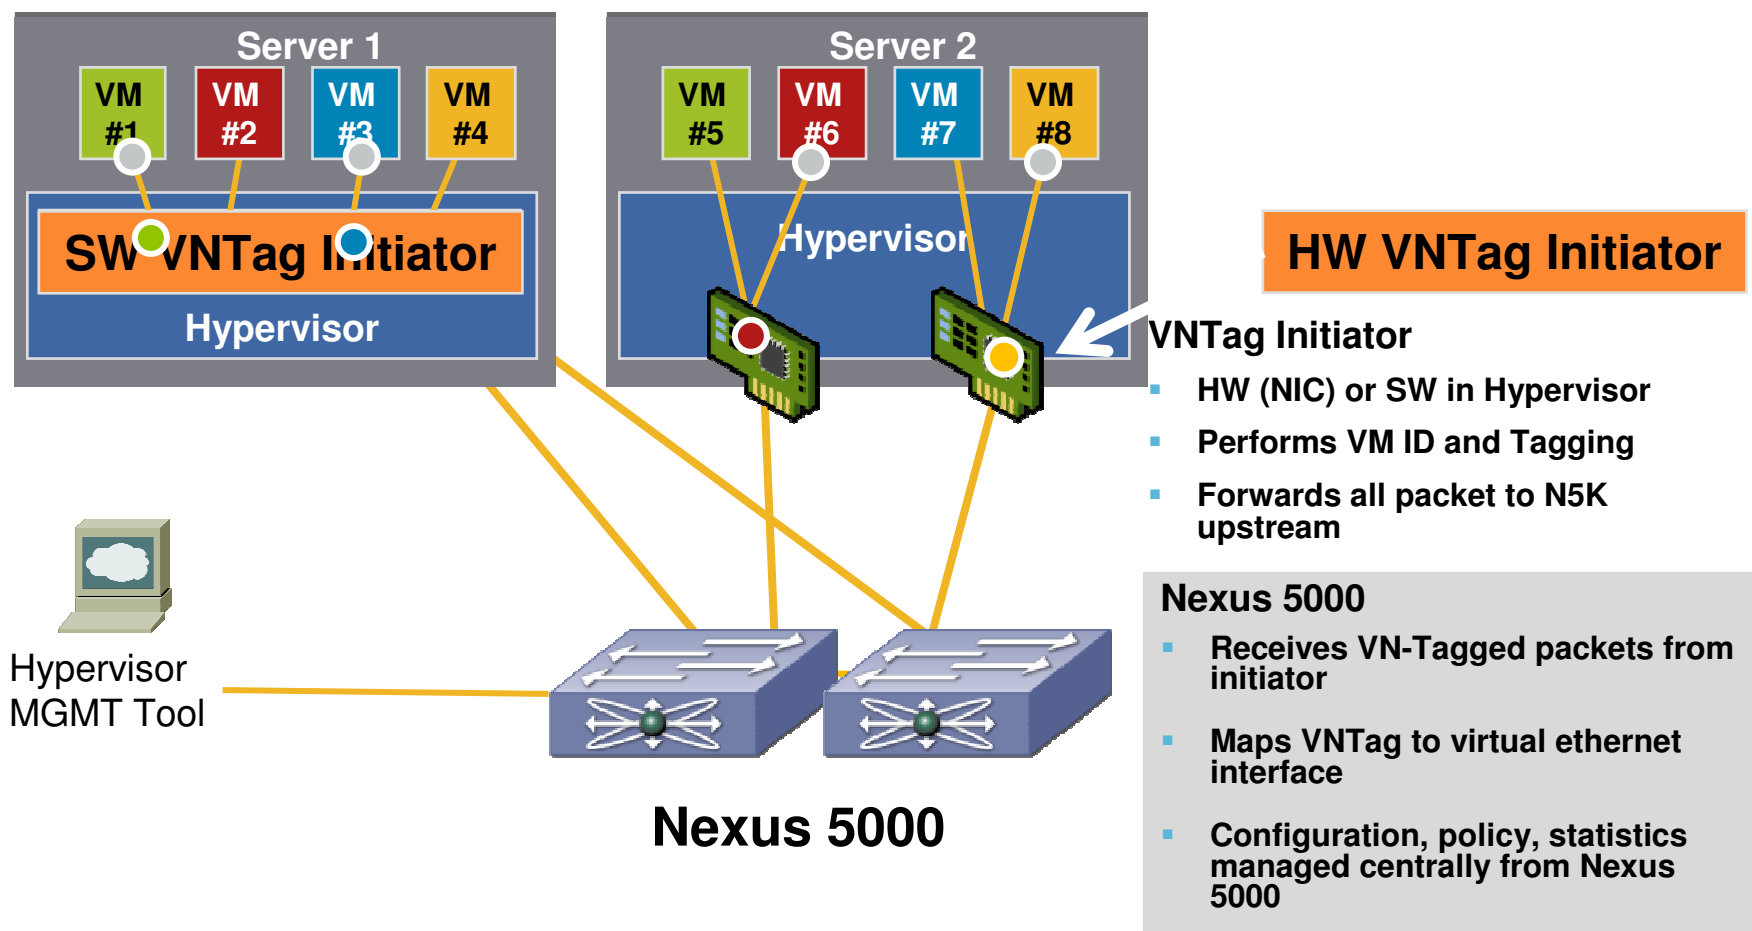 Server 1
VM
#1
VM
#2
VM
#3
VM
#4
SW VNTag Initiator
Hypervisor
Server 2
VM
#5
VM
#6
VM
#7
VM
#8
Hypervisor
HW VNTag Initiator
VNTag Initiator
HW (NIC) or SW in Hypervisor
Performs VM ID and Tagging
Forwards all packet to N5K
upstream
Hypervisor
MGMT Tool
Nexus 5000
Nexus 5000
Receives VN-Tagged packets from
initiator
Maps VNTag to virtual ethernet
interface
Configuration, policy, statistics
managed centrally from Nexus
5000